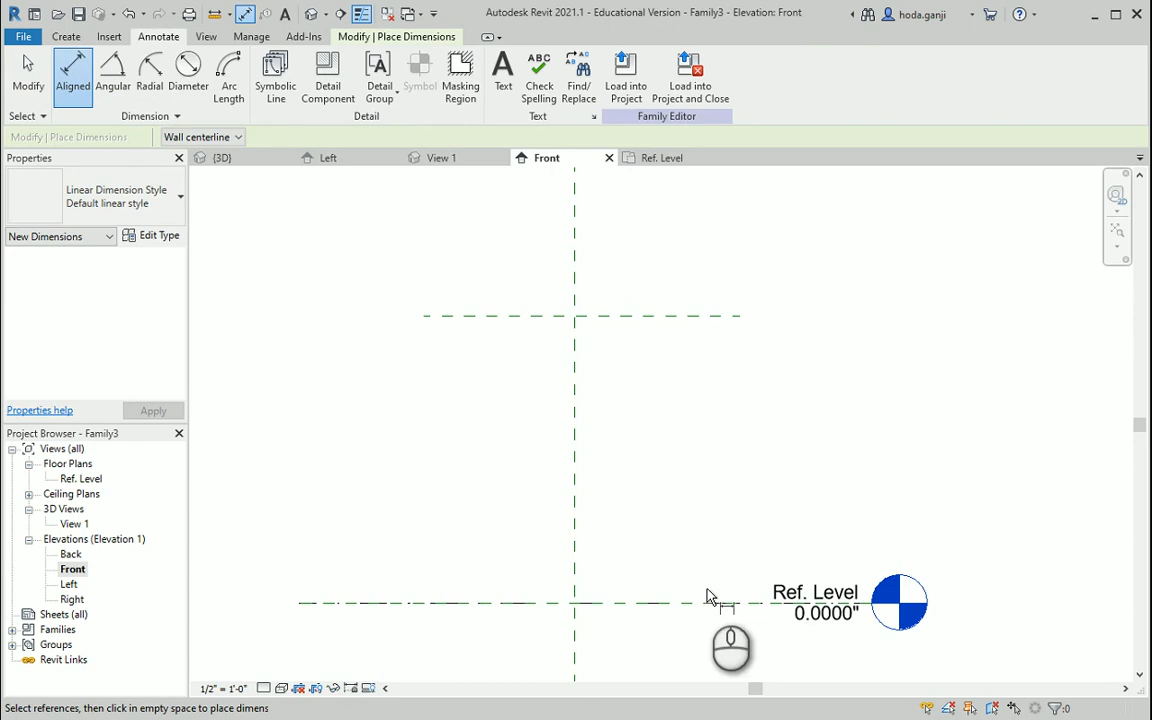 Autodesk Revit 2021.1 - Educational Version - Family3 - Elevation: Front
hoda.ganji
File Create Insert Annotate View Manage Add-Ins Modify | Place Dimensions
Modify Aligned Angular Radial Diameter Arc Length Symbolic Line Detail Component Detail Group Symbol Masking Region Text Check Spelling Find/ Replace Load into Project Load into Project and Close
Select Dimension Detail Text Family Editor
Modify | Place Dimensions Wall centerline
Properties
{3D} Left View 1 Front Ref. Level
Linear Dimension Style
Default linear style
New Dimensions Edit Type
Properties help Apply
Project Browser - Family3
Views (all)
Floor Plans
Ref. Level
Ceiling Plans
3D Views
View 1
Elevations (Elevation 1)
Back
Front
Left
Right
Sheets (all)
Families
Groups
Revit Links
Ref. Level
0.0000"
1/2" = 1'-0"
Select references, then click in empty space to place dimens
:0